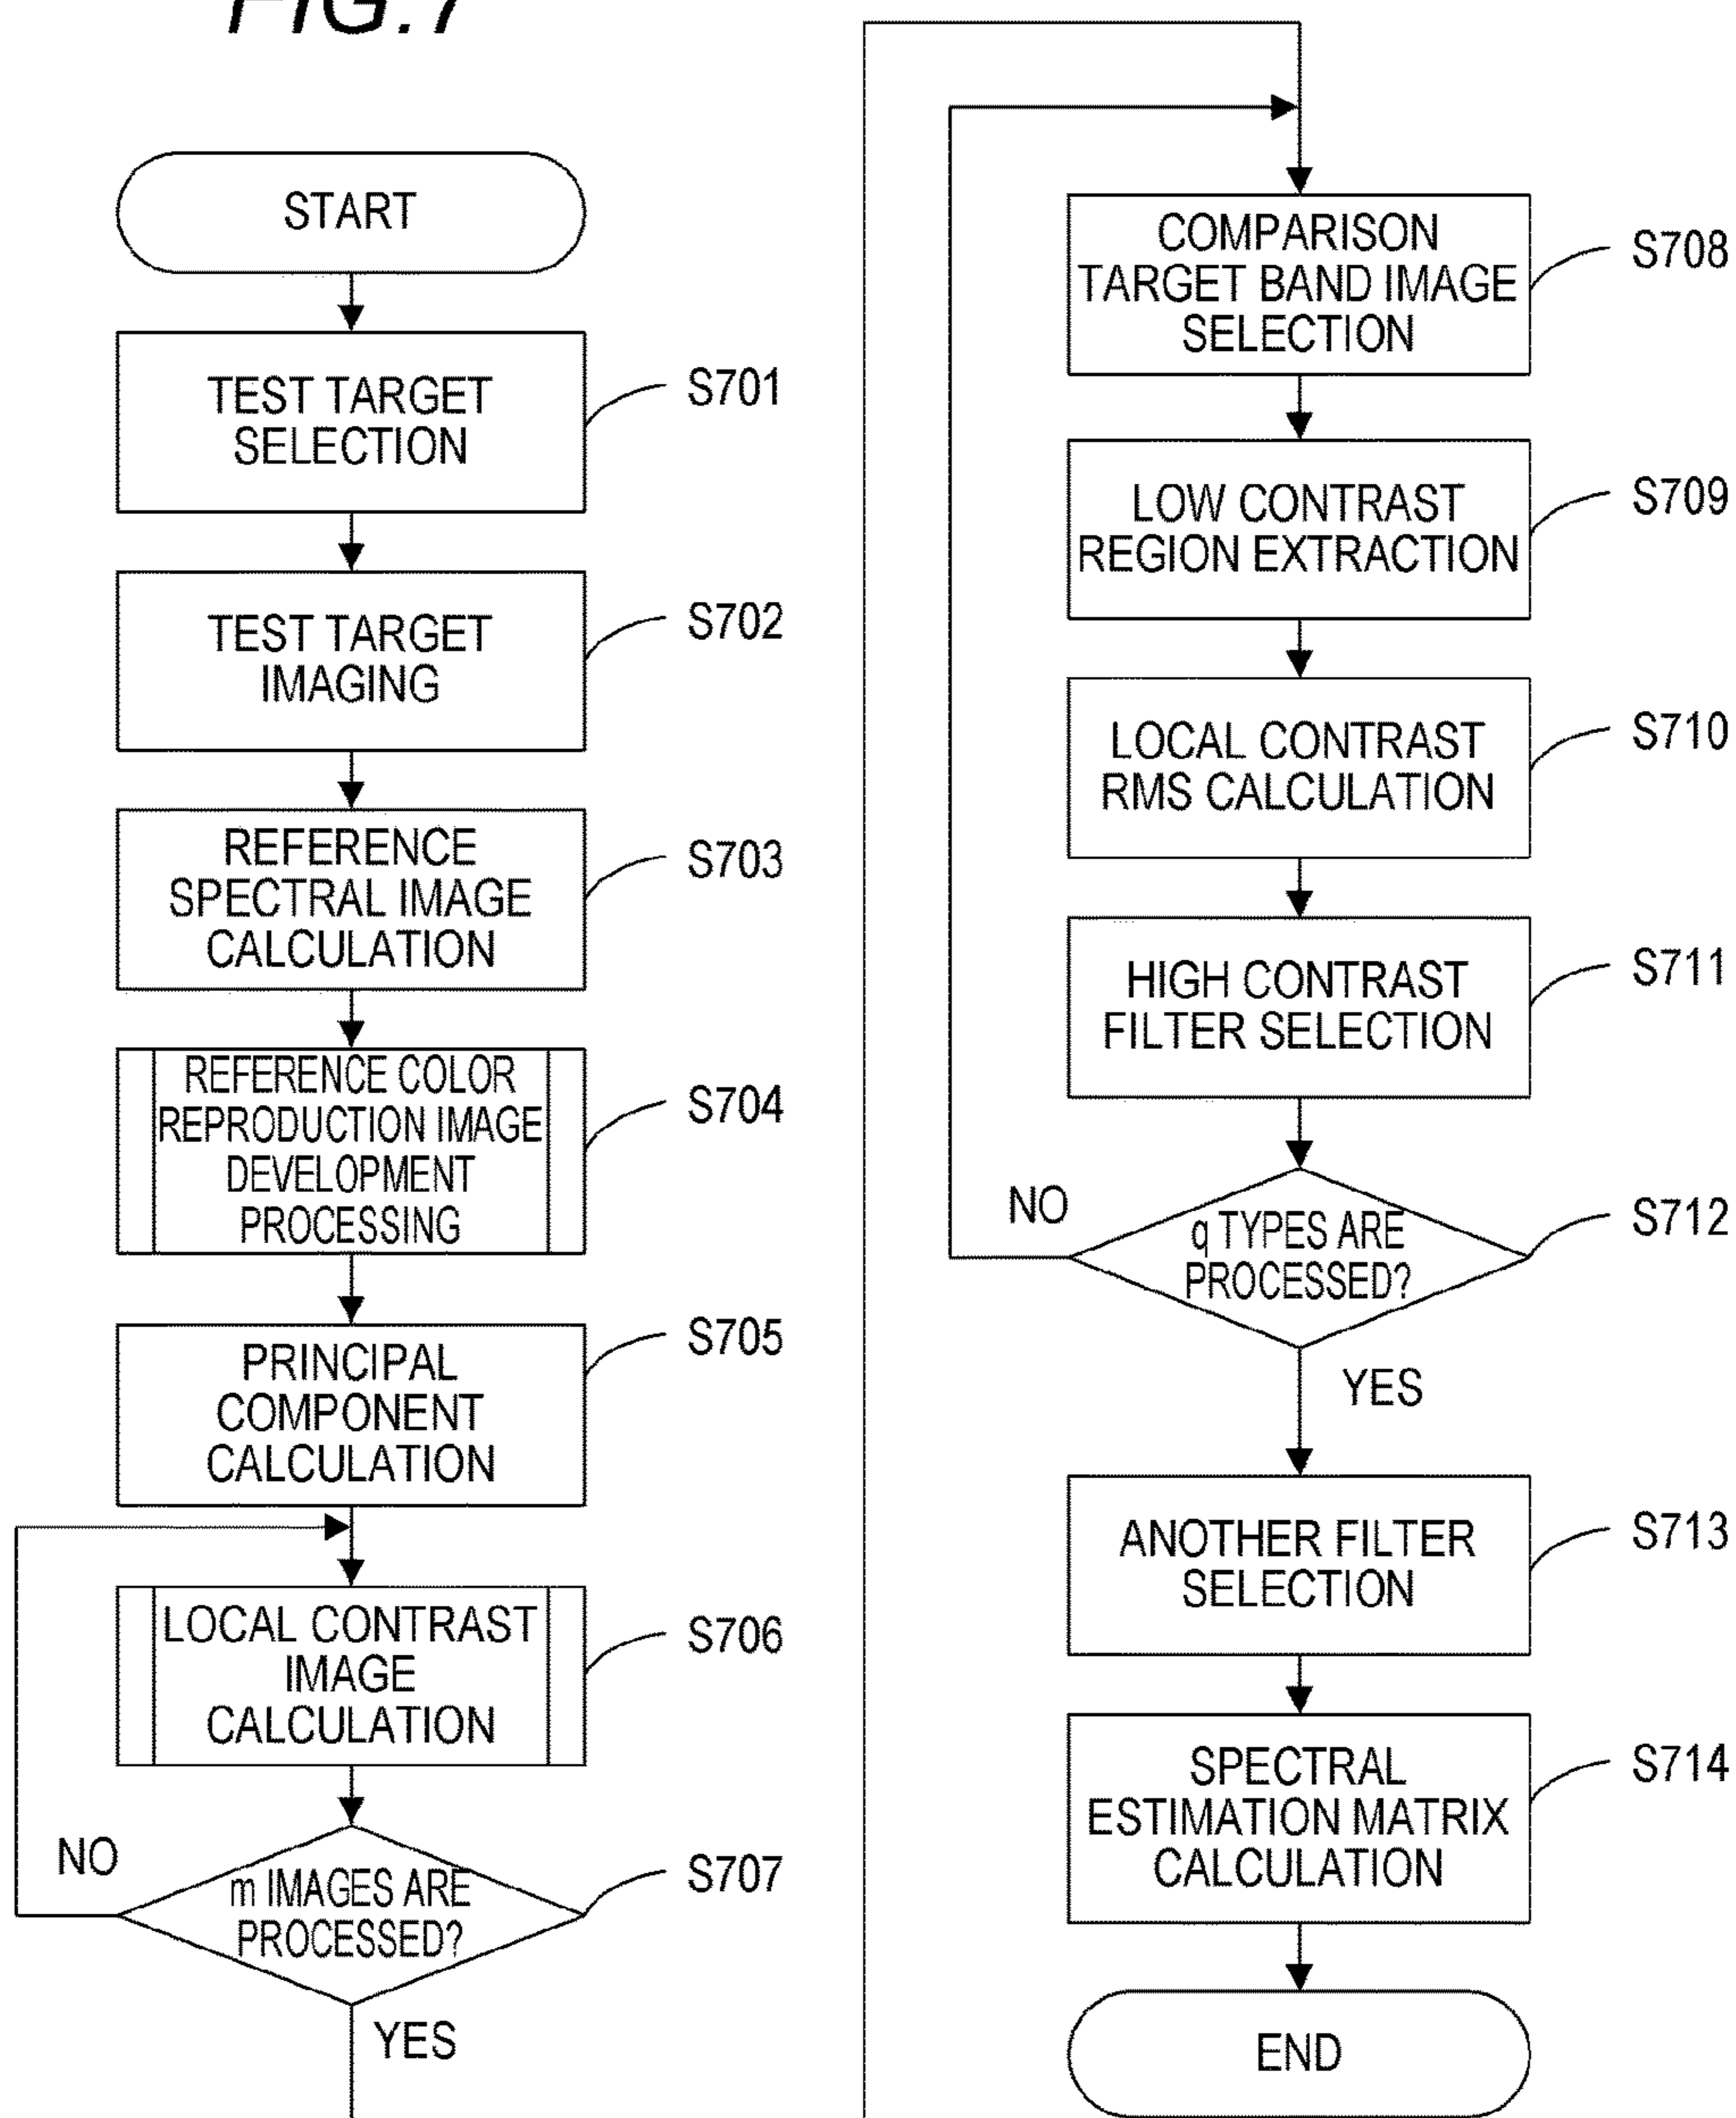 FIG.7
START
TEST TARGET
SELECTION
S701
TEST TARGET
IMAGING
S702
REFERENCE
SPECTRAL IMAGE
CALCULATION
S703
REFERENCE COLOR
REPRODUCTION IMAGE
DEVELOPMENT
PROCESSING
S704
PRINCIPAL
COMPONENT
CALCULATION
S705
LOCAL CONTRAST
IMAGE
CALCULATION
S706
NO
m IMAGES ARE
PROCESSED?
S707
YES
COMPARISON
TARGET BAND IMAGE
SELECTION
S708
LOW CONTRAST
REGION EXTRACTION
S709
LOCAL CONTRAST
RMS CALCULATION
S710
HIGH CONTRAST
FILTER SELECTION
S711
NO
q TYPES ARE
PROCESSED?
S712
YES
ANOTHER FILTER
SELECTION
S713
SPECTRAL
ESTIMATION MATRIX
CALCULATION
S714
END